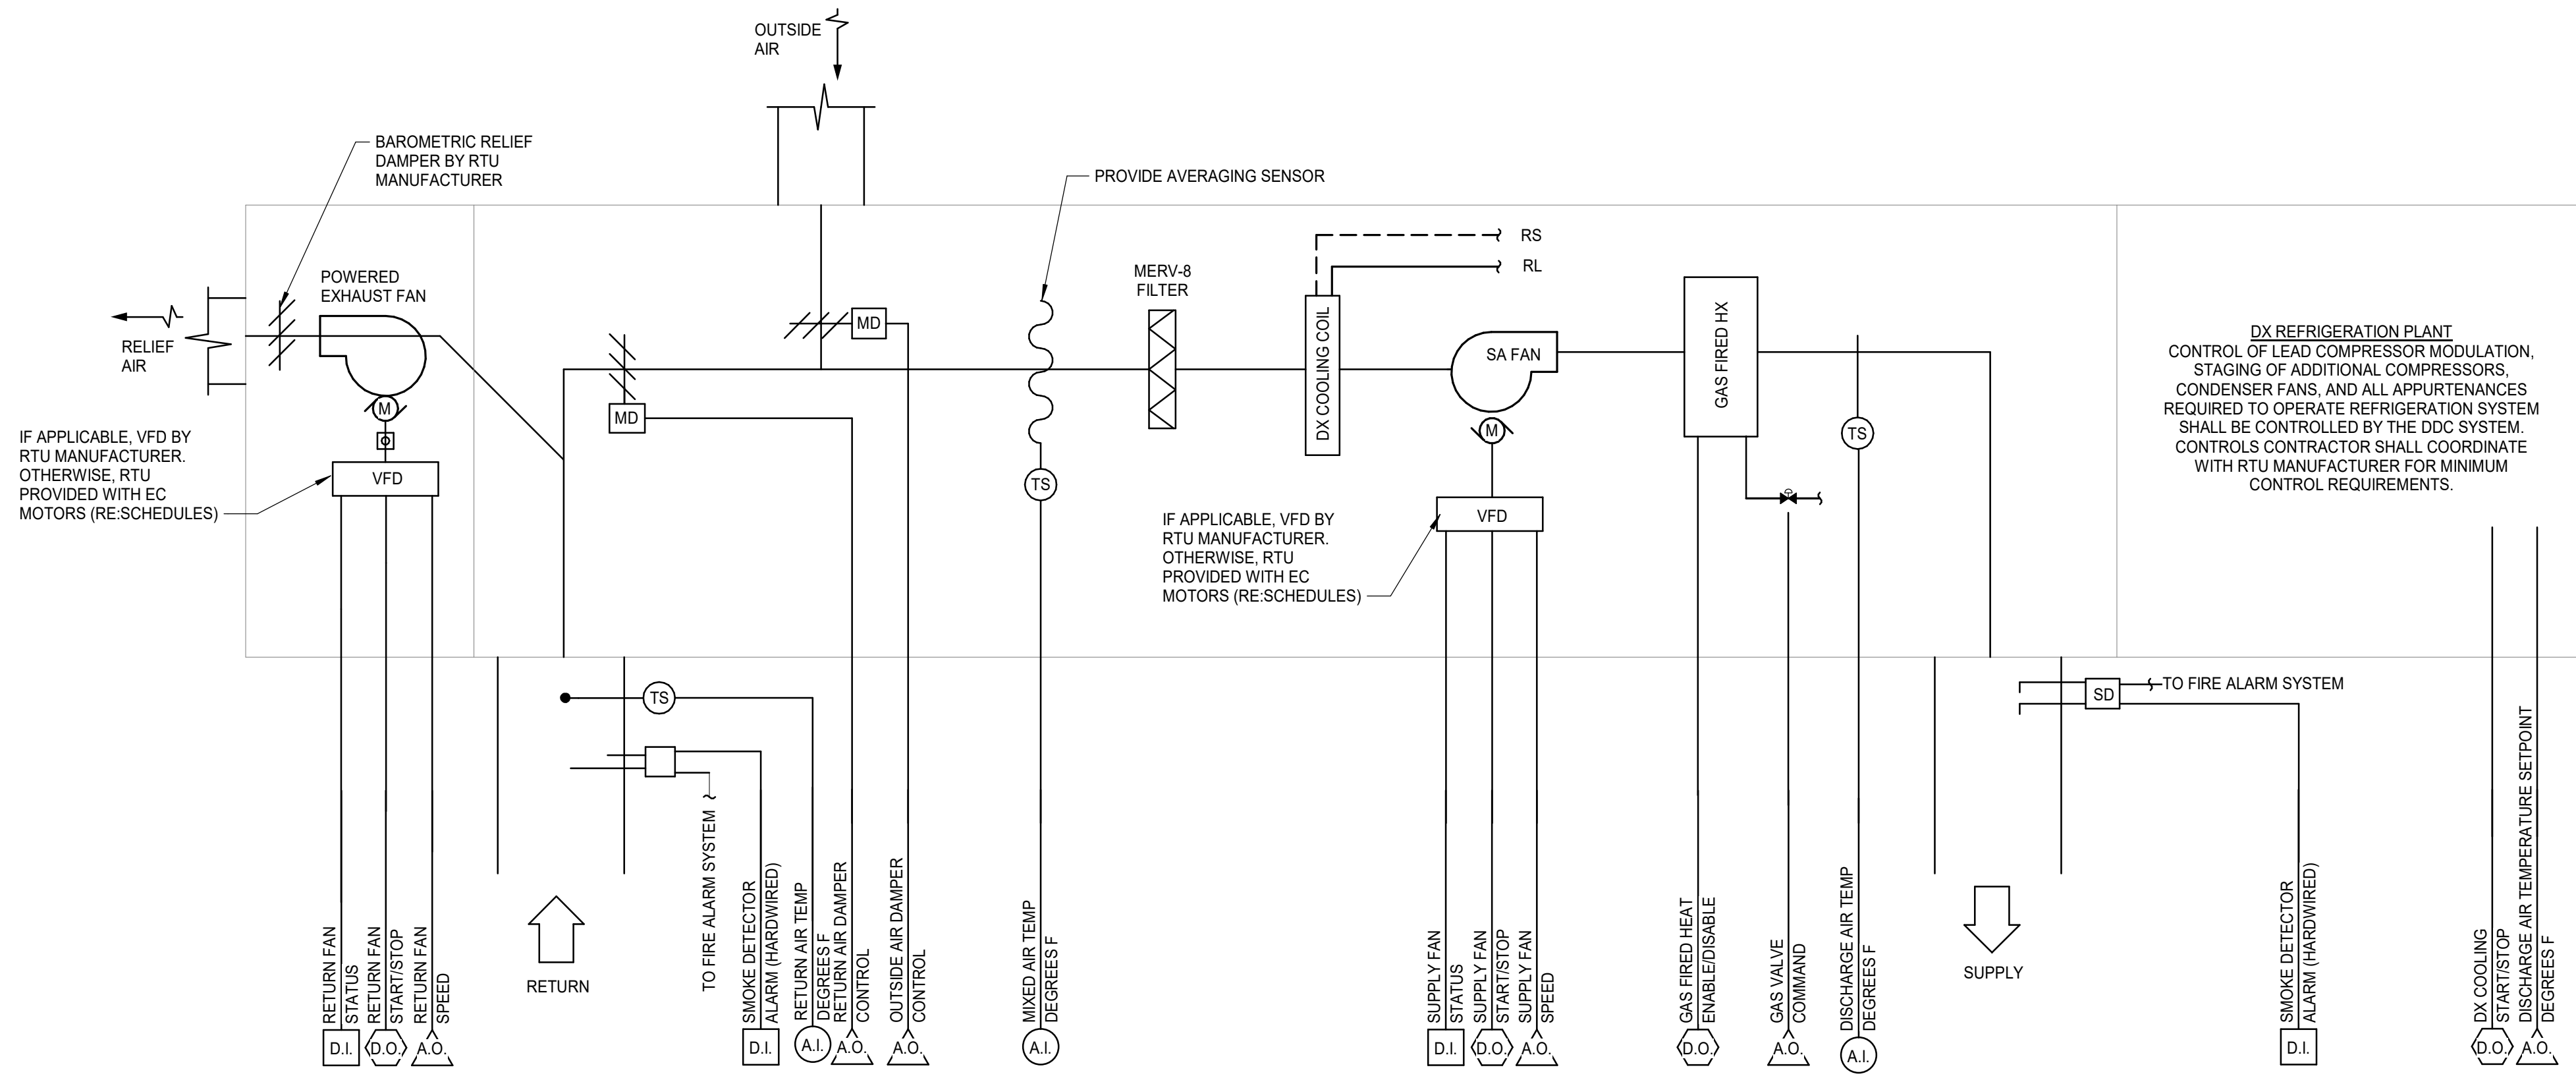 OUTSIDE
AIR
BAROMETRIC RELIEF
DAMPER BY RTU
MANUFACTURER
PROVIDE AVERAGING SENSOR
POWERED
EXHAUST FAN
RELIEF
AIR
M
VFD
IF APPLICABLE, VFD BY
RTU MANUFACTURER.
OTHERWISE, RTU
PROVIDED WITH EC
MOTORS (RE:SCHEDULES)
MD
MD
TS
MERV-8
FILTER
RS
RL
DX COOLING COIL
SA FAN
M
VFD
IF APPLICABLE, VFD BY
RTU MANUFACTURER.
OTHERWISE, RTU
PROVIDED WITH EC
MOTORS (RE:SCHEDULES)
GAS FIRED HX
TS
DX REFRIGERATION PLANT
CONTROL OF LEAD COMPRESSOR MODULATION,
STAGING OF ADDITIONAL COMPRESSORS,
CONDENSER FANS, AND ALL APPURTENANCES
REQUIRED TO OPERATE REFRIGERATION SYSTEM
SHALL BE CONTROLLED BY THE DDC SYSTEM.
CONTROLS CONTRACTOR SHALL COORDINATE
WITH RTU MANUFACTURER FOR MINIMUM
CONTROL REQUIREMENTS.
TS
SD
TO FIRE ALARM SYSTEM
RETURN FAN
STATUS
RETURN FAN
START/STOP
RETURN FAN
SPEED
RETURN
TO FIRE ALARM SYSTEM
SMOKE DETECTOR
ALARM (HARDWIRED)
RETURN AIR TEMP
DEGREES F
RETURN AIR DAMPER
CONTROL
OUTSIDE AIR DAMPER
CONTROL
MIXED AIR TEMP
DEGREES F
SUPPLY FAN
STATUS
SUPPLY FAN
START/STOP
SUPPLY FAN
SPEED
GAS FIRED HEAT
ENABLE/DISABLE
GAS VALVE
COMMAND
DISCHARGE AIR TEMP
DEGREES F
SUPPLY
SMOKE DETECTOR
ALARM (HARDWIRED)
DX COOLING
START/STOP
DISCHARGE AIR TEMPERATURE SETPOINT
DEGREES F
D.I.
D.O.
A.O.
D.I.
A.I.
A.O.
A.O.
A.I.
D.I.
D.O.
A.O.
D.O.
A.O.
A.I.
D.I.
D.O.
A.O.